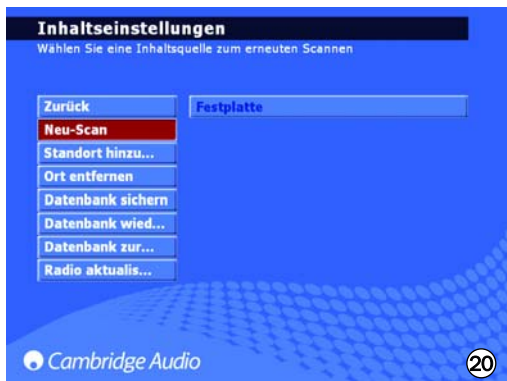 Inhaltseinstellungen
Wählen Sie eine Inhaltsquelle zum erneuten Scannen
Zurück
Festplatte
Neu-Scan
Standort hinzu...
Ort entfernen
Datenbank sichern
Datenbank wied...
Datenbank zur...
Radio aktualis...
Cambridge Audio
20